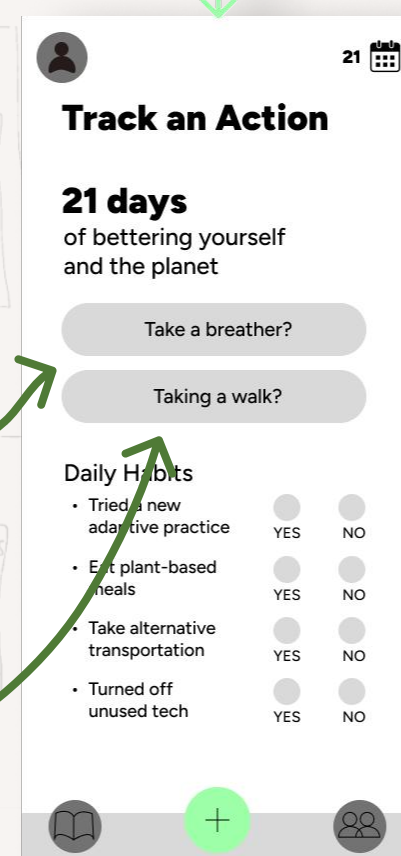 21
Track an Action
21 days
of bettering yourself
and the planet
Take a breather?
Taking a walk?
Daily Habits
• Tried a new
adaptive practice
YES NO
• Eat plant-based
meals
YES NO
• Take alternative
transportation
YES NO
• Turned off
unused tech
YES NO